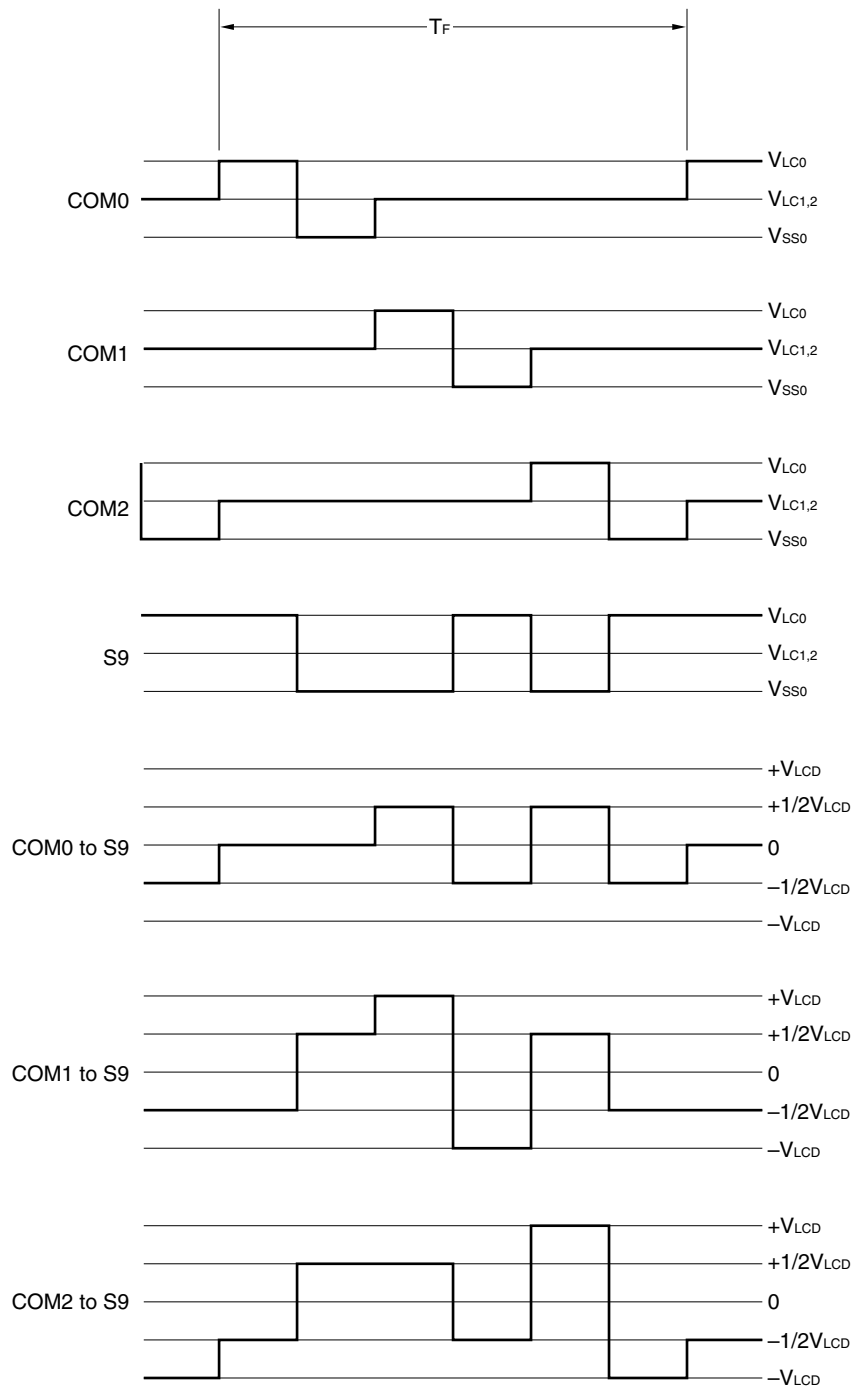 TF
VLC0
COM0
VLC1,2
VSS0
VLC0
COM1
VLC1,2
VSS0
VLC0
COM2
VLC1,2
VSS0
VLC0
S9
VLC1,2
VSS0
+VLCD
+1/2VLCD
COM0 to S9
0
–1/2VLCD
–VLCD
+VLCD
+1/2VLCD
COM1 to S9
0
–1/2VLCD
–VLCD
+VLCD
+1/2VLCD
COM2 to S9
0
–1/2VLCD
–VLCD